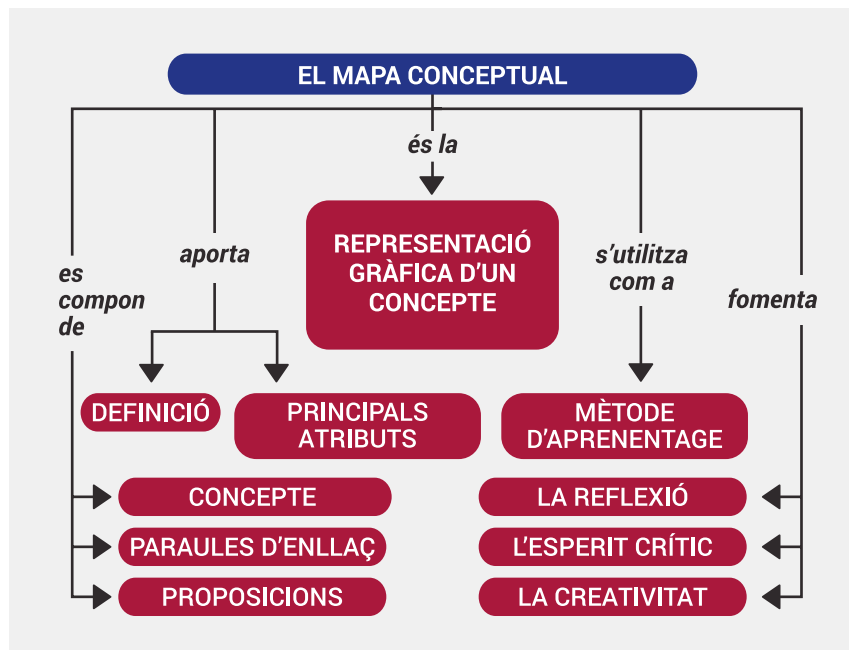 EL MAPA CONCEPTUAL
és la
REPRESENTACIÓ
GRÀFICA D'UN
CONCEPTE
aporta
s'utilitza
com a
es
compon
de
fomenta
DEFINICIÓ
PRINCIPALS
ATRIBUTS
MÈTODE
D'APRENENTAGE
CONCEPTE
LA REFLEXIÓ
PARAULES D'ENLLAÇ
L'ESPERIT CRÍTIC
PROPOSICIONS
LA CREATIVITAT